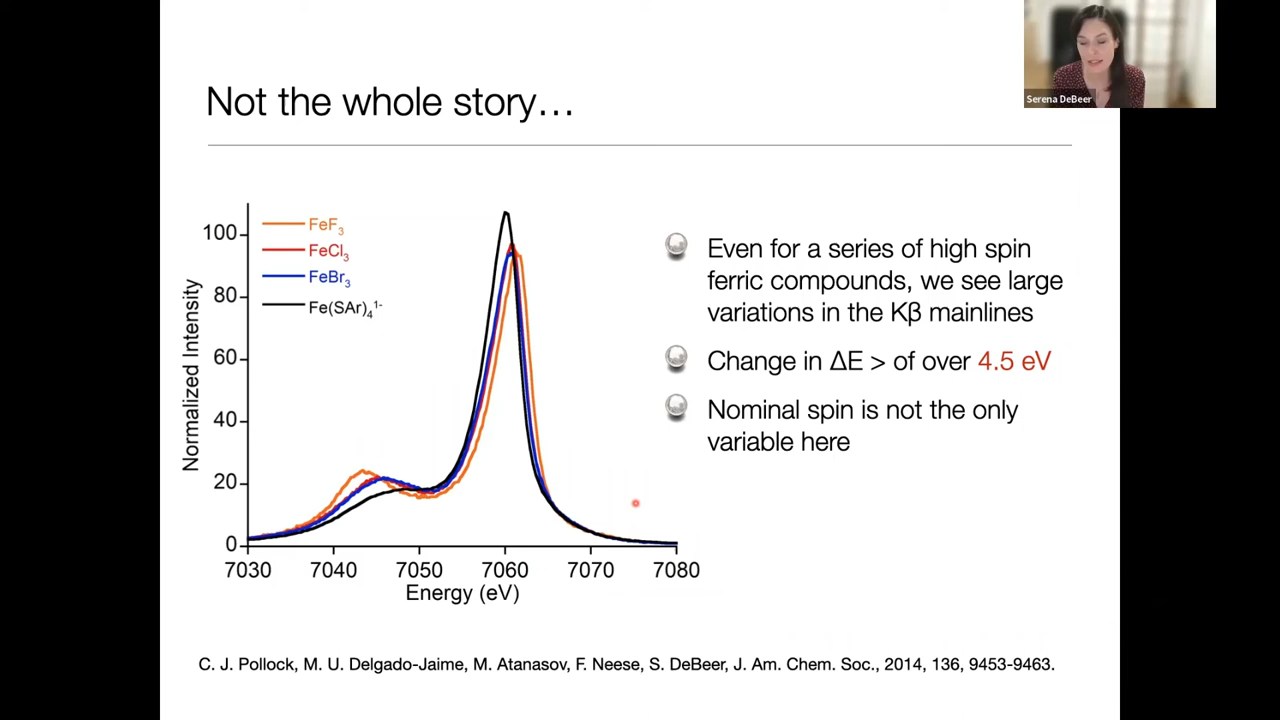 Serena DeBeer
Not the whole story…
FeF3
FeCl3
FeBr3
Fe(SAr)4 1-
Normalized Intensity
100
80
60
40
20
0
7030 7040 7050 7060 7070 7080
Energy (eV)
Even for a series of high spin
ferric compounds, we see large
variations in the Kβ mainlines
Change in ΔE > of over 4.5 eV
Nominal spin is not the only
variable here
C. J. Pollock, M. U. Delgado-Jaime, M. Atanasov, F. Neese, S. DeBeer, J. Am. Chem. Soc., 2014, 136, 9453-9463.